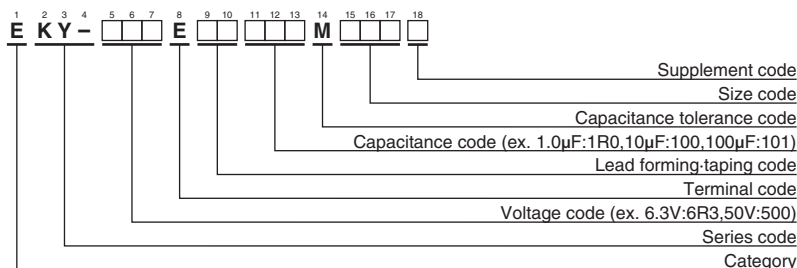 1 2 3 4 5 6 7 8 9 10 11 12 13 14 15 16 17 18
E K Y – □□□ E □□ □□□ M □□□ □
Supplement code
Size code
Capacitance tolerance code
Capacitance code (ex. 1.0μF:1R0,10μF:100,100μF:101)
Lead forming·taping code
Terminal code
Voltage code (ex. 6.3V:6R3,50V:500)
Series code
Category